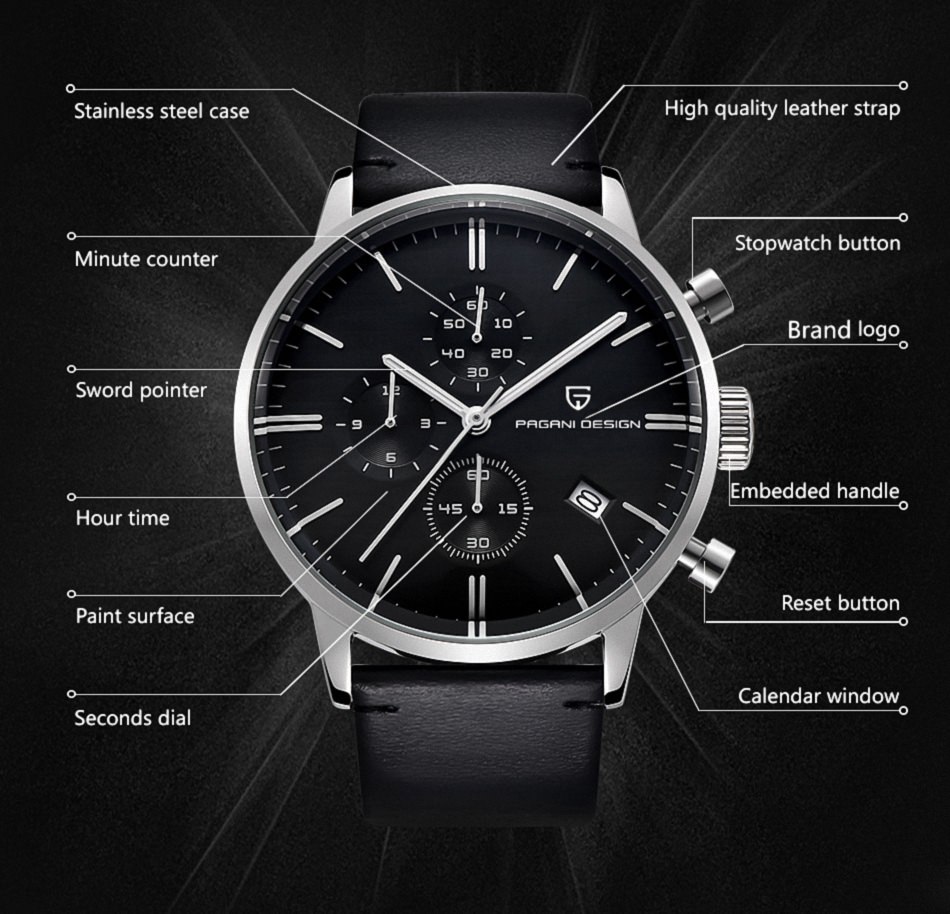 Stainless steel case
High quality leather strap
Minute counter
Stopwatch button
60
50 10
40 20
30
Brand logo
Sword pointer
12
9 3
6
PAGANI DESIGN
60
45 15
30
8
Embedded handle
Hour time
Paint surface
Reset button
Seconds dial
Calendar window